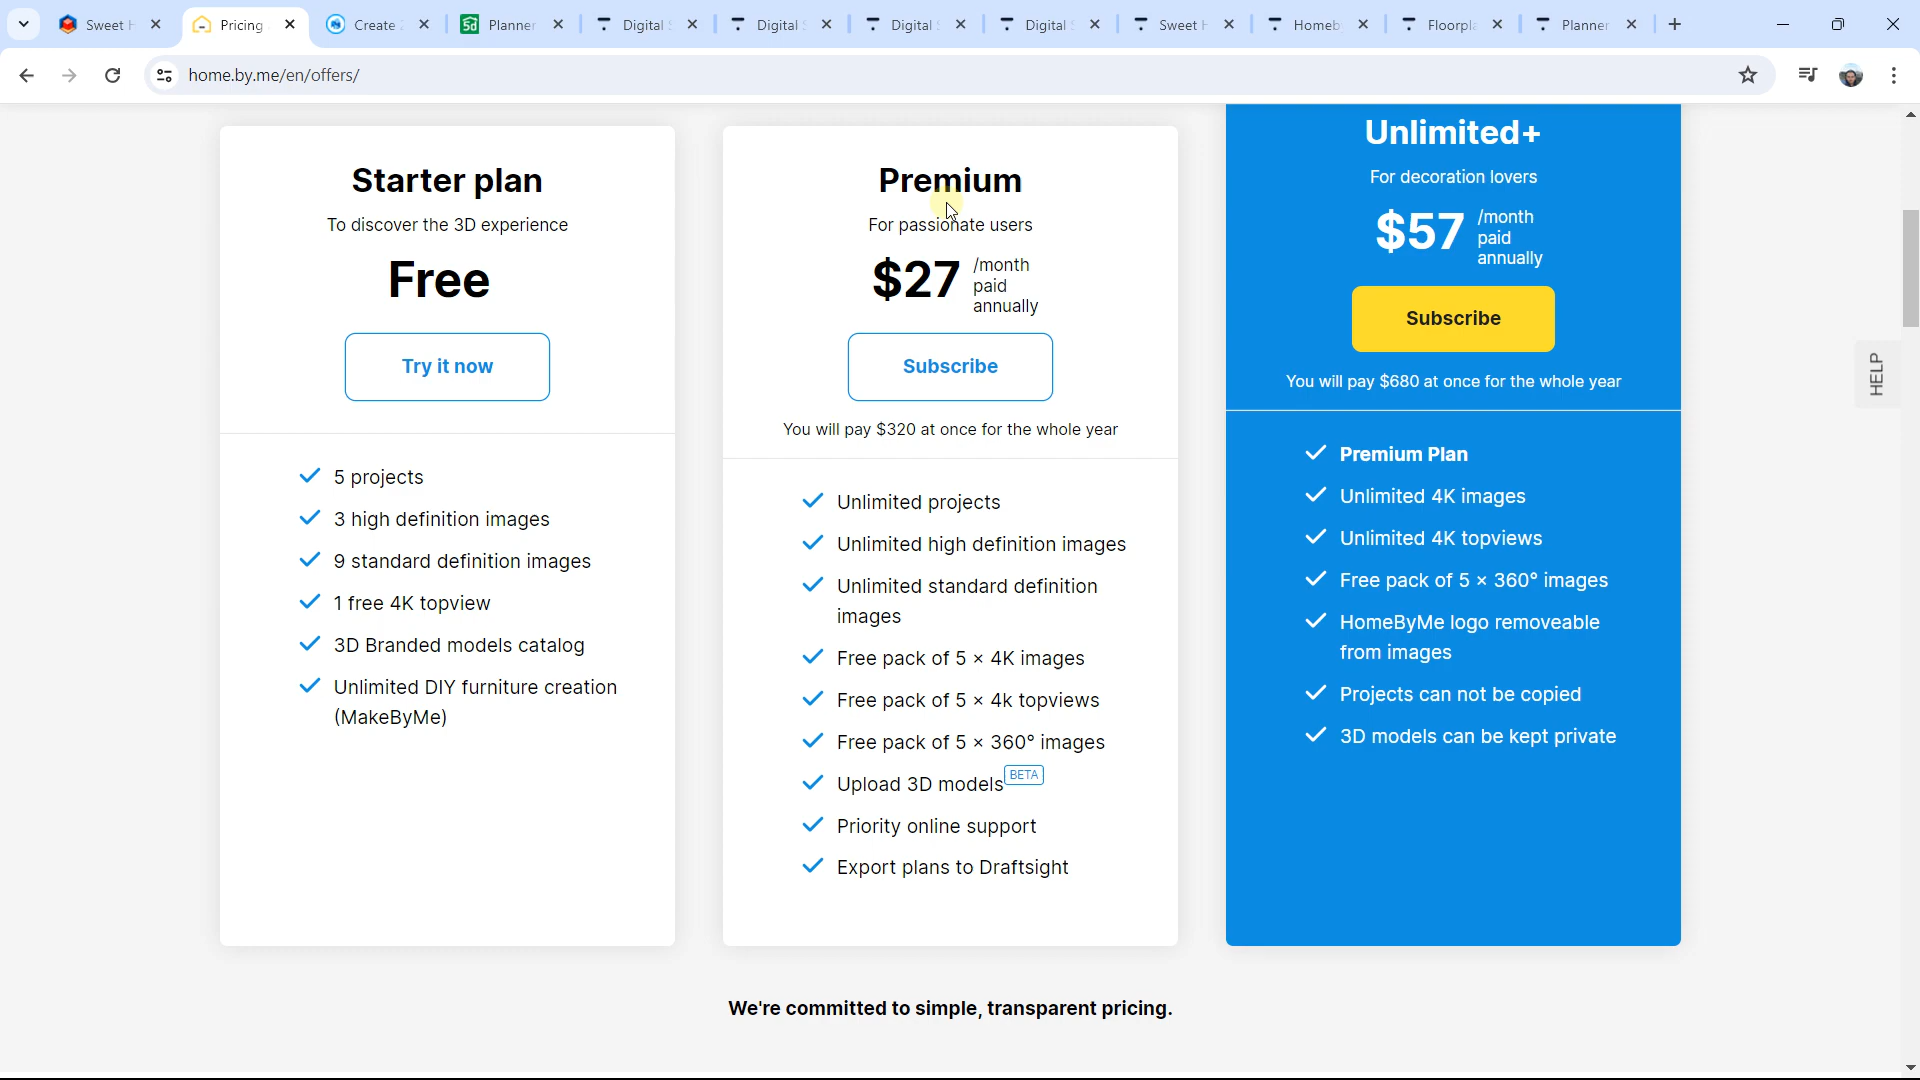 Sweet H
Pricing
Create
Planner
Digital
Digital
Digital
Digital
Sweet H
Homeb
Floorpla
Planner
home.by.me/en/offers/
Starter plan
To discover the 3D experience
Free
Try it now
5 projects
3 high definition images
9 standard definition images
1 free 4K topview
3D Branded models catalog
Unlimited DIY furniture creation
(MakeByMe)
Premium
For passionate users
$27 /month
paid
annually
Subscribe
You will pay $320 at once for the whole year
Unlimited projects
Unlimited high definition images
Unlimited standard definition
images
Free pack of 5 × 4K images
Free pack of 5 × 4k topviews
Free pack of 5 × 360° images
Upload 3D models BETA
Priority online support
Export plans to Draftsight
Unlimited+
For decoration lovers
$57 /month
paid
annually
Subscribe
You will pay $680 at once for the whole year
Premium Plan
Unlimited 4K images
Unlimited 4K topviews
Free pack of 5 × 360° images
HomeByMe logo removeable
from images
Projects can not be copied
3D models can be kept private
HELP
We're committed to simple, transparent pricing.